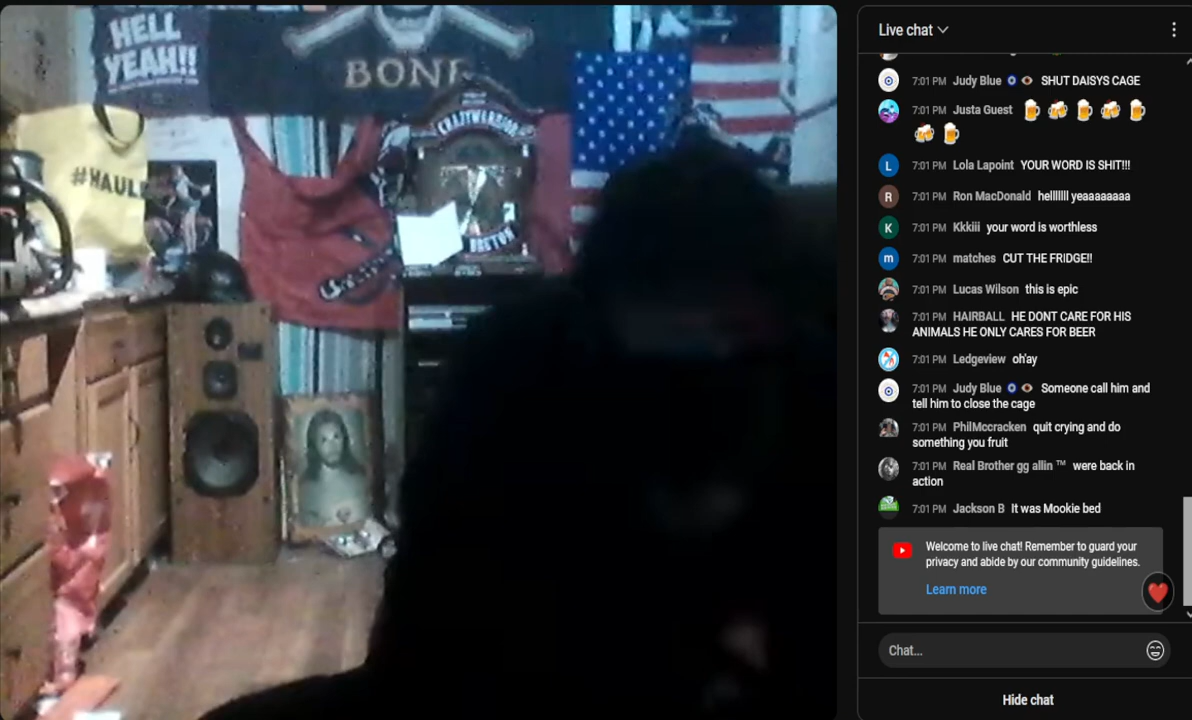 HELL
YEAH!!
BONE
#HAUL
CRAZYWARRIOR
BRETON
Live chat
7:01 PM Judy Blue SHUT DAISYS CAGE
7:01 PM Justa Guest 🍺 🍻 🍺 🍻 🍺
🍻 🍺
L 7:01 PM Lola Lapoint YOUR WORD IS SHIT!!!
R 7:01 PM Ron MacDonald helllllll yeaaaaaaaa
K 7:01 PM Kkkiii your word is worthless
m 7:01 PM matches CUT THE FRIDGE!!
7:01 PM Lucas Wilson this is epic
7:01 PM HAIRBALL HE DONT CARE FOR HIS
ANIMALS HE ONLY CARES FOR BEER
7:01 PM Ledgeview oh'ay
7:01 PM Judy Blue Someone call him and
tell him to close the cage
7:01 PM PhilMccracken quit crying and do
something you fruit
7:01 PM Real Brother gg allin ™ were back in
action
7:01 PM Jackson B It was Mookie bed
Welcome to live chat! Remember to guard your
privacy and abide by our community guidelines.
Learn more
Chat...
Hide chat